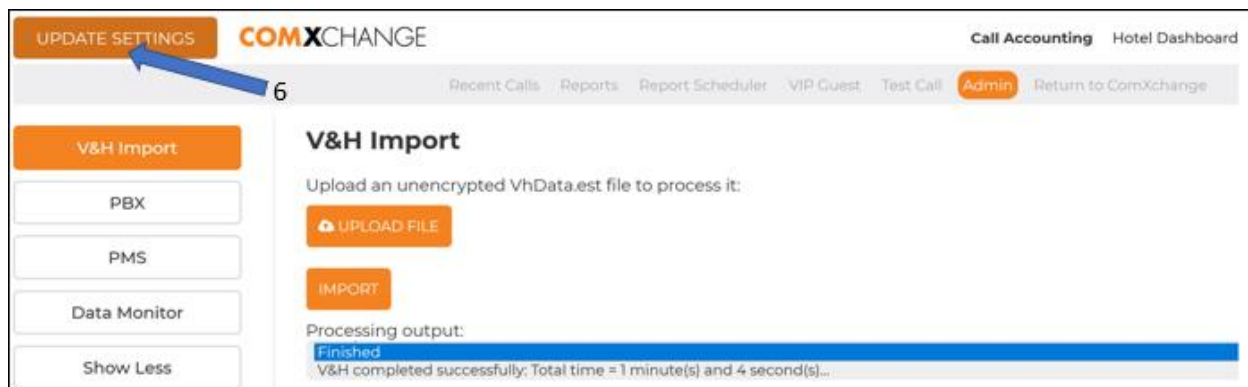 UPDATE SETTINGS COMXCHANGE Call Accounting Hotel Dashboard
6
Recent Calls Reports Report Scheduler VIP Guest Test Call Admin Return to ComXchange
V&H Import
PBX
PMS
Data Monitor
Show Less
V&H Import
Upload an unencrypted VhData.est file to process it:
UPLOAD FILE
IMPORT
Processing output:
Finished
V&H completed successfully: Total time = 1 minute(s) and 4 second(s)...